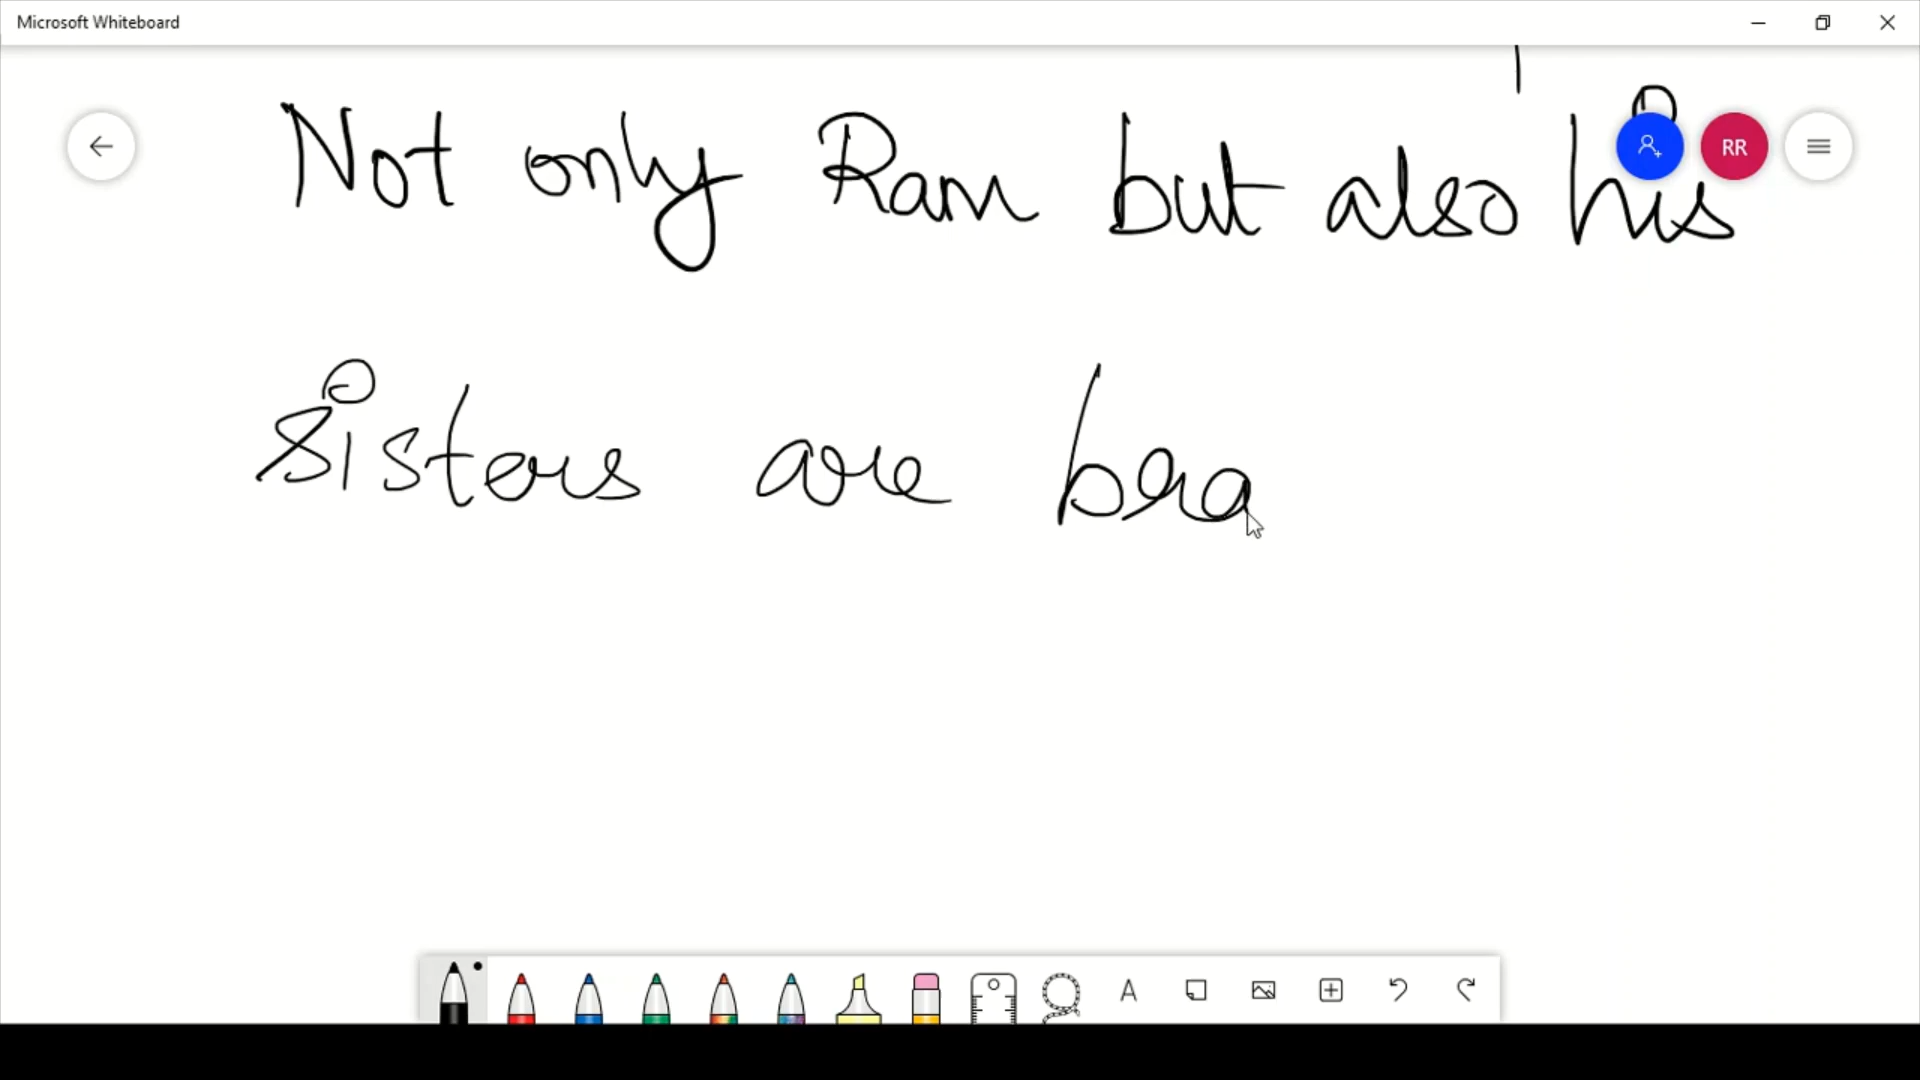 Microsoft Whiteboard
RR
Not only Ram but also his
sisters are bra
A